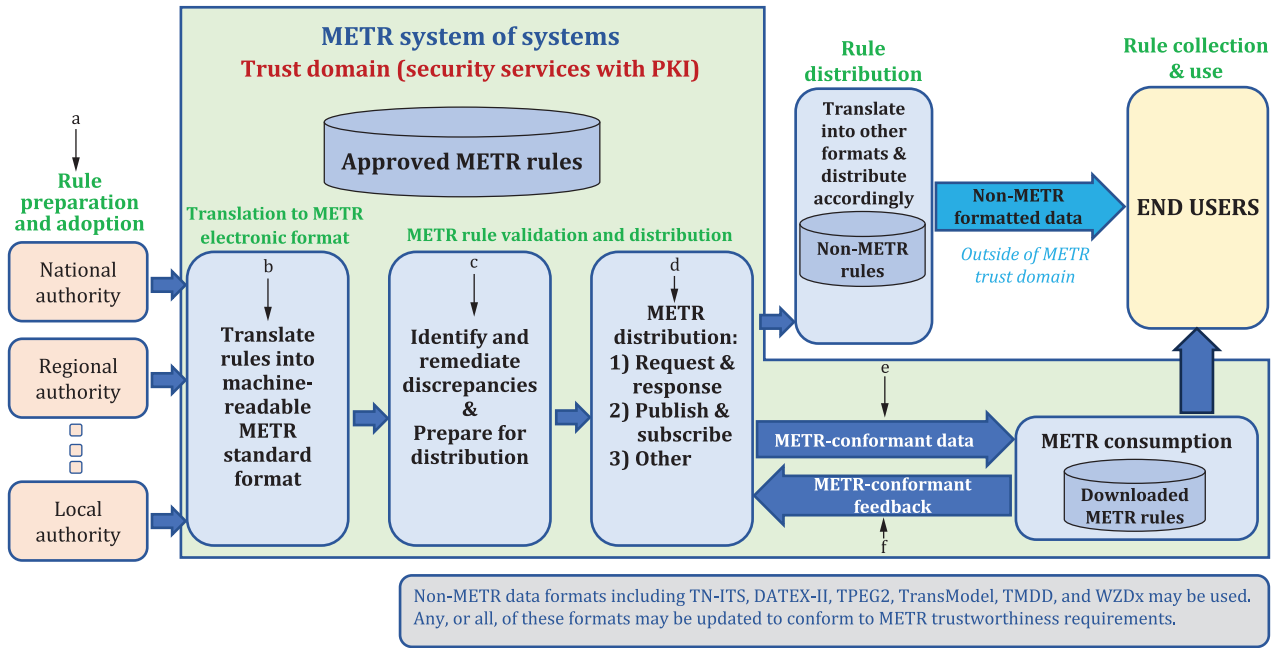 METR system of systems
Trust domain (security services with PKI)
Approved METR rules
a
Rule
preparation
and adoption
National
authority
Regional
authority
Local
authority
Translation to METR
electronic format
b
Translate
rules into
machine-
readable
METR
standard
format
METR rule validation and distribution
c
Identify and
remediate
discrepancies
&
Prepare for
distribution
d
METR
distribution:
1) Request &
response
2) Publish &
subscribe
3) Other
Rule
distribution
Translate
into other
formats &
distribute
accordingly
Non-METR
rules
Non-METR
formatted data
Outside of METR
trust domain
Rule collection
& use
END USERS
e
METR-conformant data
METR-conformant
feedback
f
METR consumption
Downloaded
METR rules
Non-METR data formats including TN-ITS, DATEX-II, TPEG2, TransModel, TMDD, and WZDx may be used.
Any, or all, of these formats may be updated to conform to METR trustworthiness requirements.